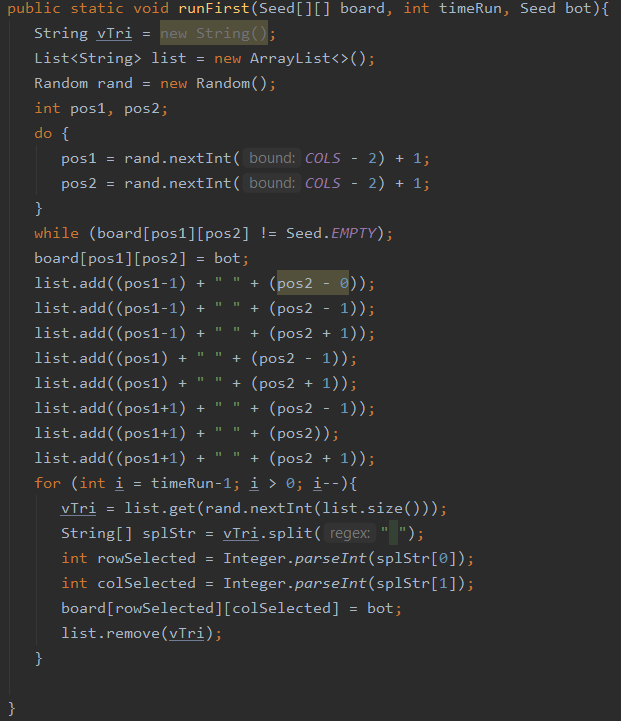 public static void runFirst(Seed[][] board, int timeRun, Seed bot){
String vTri = new String();
List<String> list = new ArrayList<>();
Random rand = new Random();
int pos1, pos2;
do {
pos1 = rand.nextInt( bound: COLS - 2) + 1;
pos2 = rand.nextInt( bound: COLS - 2) + 1;
}
while (board[pos1][pos2] != Seed.EMPTY);
board[pos1][pos2] = bot;
list.add((pos1-1) + " " + (pos2 - 0));
list.add((pos1-1) + " " + (pos2 - 1));
list.add((pos1-1) + " " + (pos2 + 1));
list.add((pos1) + " " + (pos2 - 1));
list.add((pos1) + " " + (pos2 + 1));
list.add((pos1+1) + " " + (pos2 - 1));
list.add((pos1+1) + " " + (pos2));
list.add((pos1+1) + " " + (pos2 + 1));
for (int i = timeRun-1; i > 0; i--){
vTri = list.get(rand.nextInt(list.size()));
String[] splStr = vTri.split( regex: " ");
int rowSelected = Integer.parseInt(splStr[0]);
int colSelected = Integer.parseInt(splStr[1]);
board[rowSelected][colSelected] = bot;
list.remove(vTri);
}
}